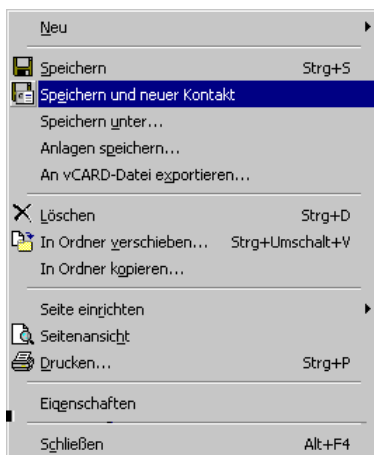 Neu
Speichern Strg+S
Speichern und neuer Kontakt
Speichern unter...
Anlagen speichern...
An vCARD-Datei exportieren...
Löschen Strg+D
In Ordner verschieben... Strg+Umschalt+V
In Ordner kopieren...
Seite einrichten
Seitenansicht
Drucken... Strg+P
Eigenschaften
Schließen Alt+F4